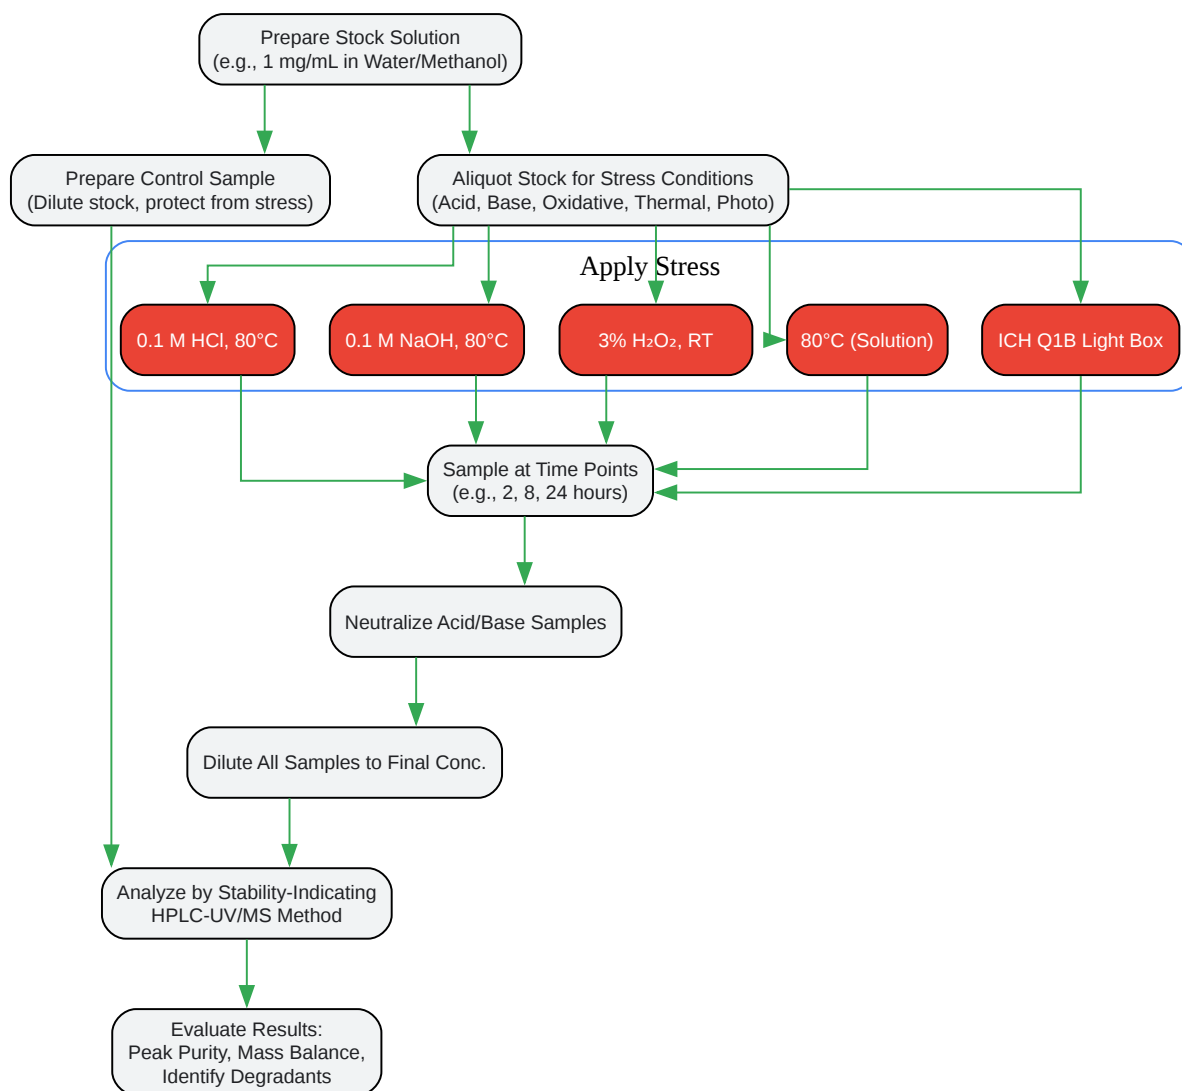 Prepare Stock Solution
(e.g., 1 mg/mL in Water/Methanol)
Prepare Control Sample
(Dilute stock, protect from stress)
Aliquot Stock for Stress Conditions
(Acid, Base, Oxidative, Thermal, Photo)
Apply Stress
0.1 M HCl, 80°C
0.1 M NaOH, 80°C
3% H₂O₂, RT
80°C (Solution)
ICH Q1B Light Box
Sample at Time Points
(e.g., 2, 8, 24 hours)
Neutralize Acid/Base Samples
Dilute All Samples to Final Conc.
Analyze by Stability-Indicating
HPLC-UV/MS Method
Evaluate Results:
Peak Purity, Mass Balance,
Identify Degradants